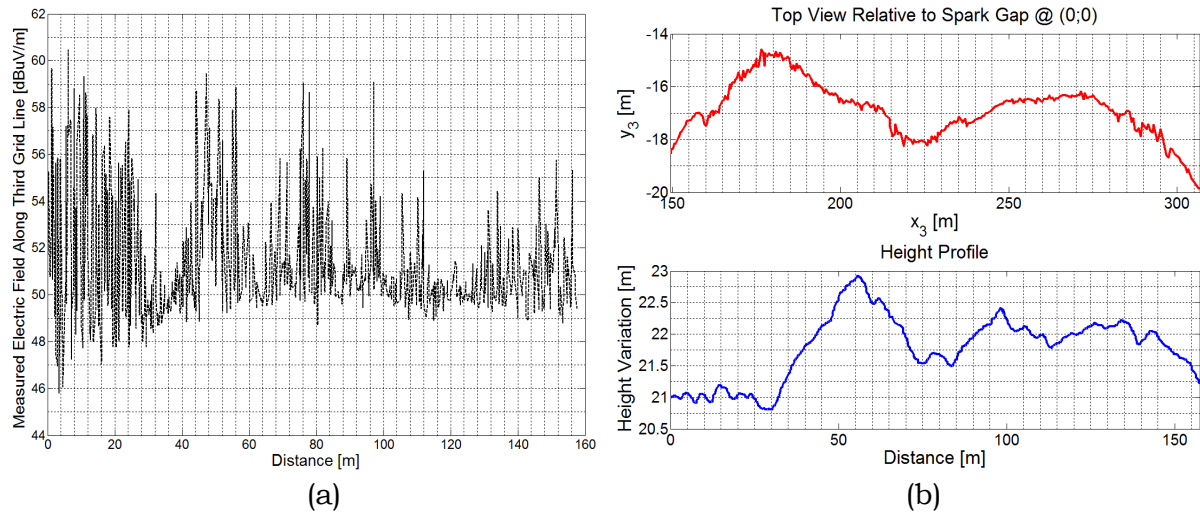 62
60
58
56
54
52
50
48
46
44
Measured Electric Field Along Third Grid Line [dBuV/m]
0 20 40 60 80 100 120 140 160
Distance [m]
(a)
Top View Relative to Spark Gap @ (0;0)
-14
-16
-18
-20
y_3 [m]
150 200 250 300
x_3 [m]
Height Profile
23
22.5
22
21.5
21
20.5
Height Variation [m]
0 50 100 150
Distance [m]
(b)